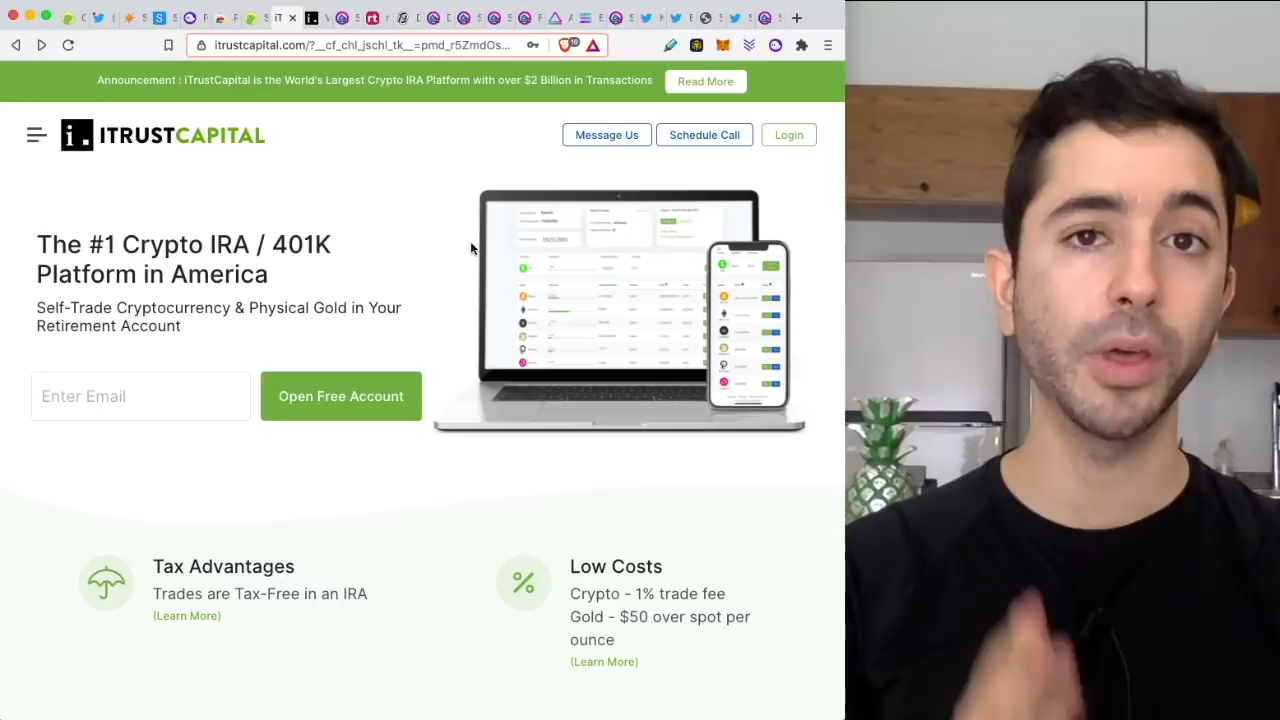 itrustcapital.com/?__cf_chl_jschl_tk__=pmd_r5ZmdOs...
Announcement : iTrustCapital is the World's Largest Crypto IRA Platform with over $2 Billion in Transactions
Read More
i. ITRUSTCAPITAL
Message Us
Schedule Call
Login
The #1 Crypto IRA / 401K
Platform in America
Self-Trade Cryptocurrency & Physical Gold in Your
Retirement Account
Enter Email
Open Free Account
Tax Advantages
Trades are Tax-Free in an IRA
(Learn More)
Low Costs
Crypto - 1% trade fee
Gold - $50 over spot per
ounce
(Learn More)